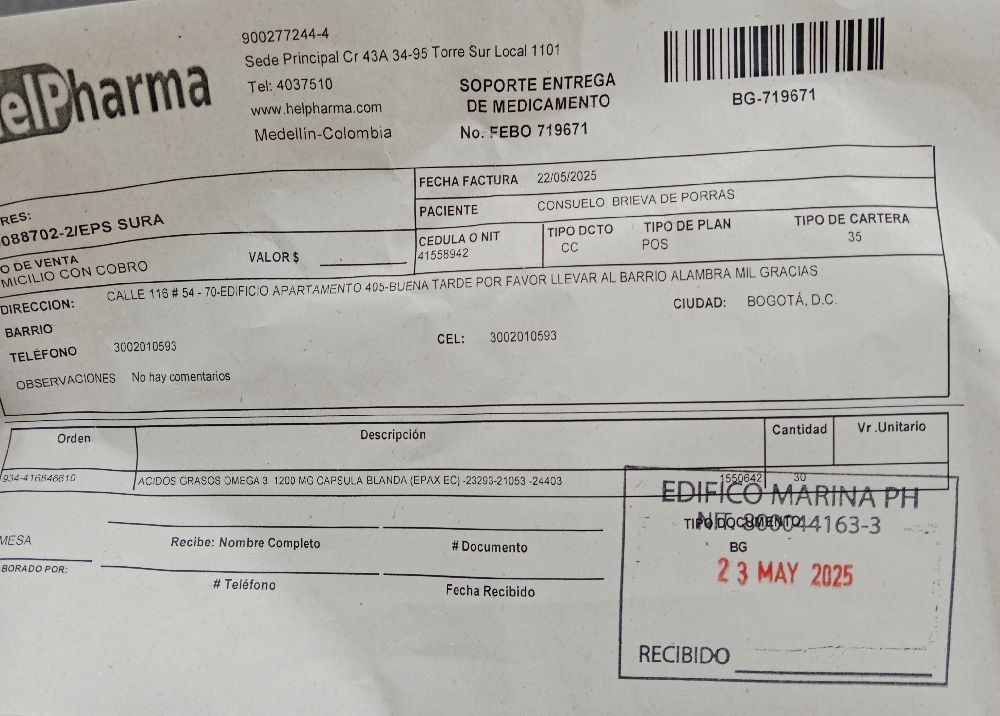 elPharma
900277244-4
Sede Principal Cr 43A 34-95 Torre Sur Local 1101
Tel: 4037510
www.helpharma.com
Medellín-Colombia
SOPORTE ENTREGA
DE MEDICAMENTO
No. FEBO 719671
BG-719671
RES:
088702-2/EPS SURA
FECHA FACTURA 22/05/2025
PACIENTE CONSUELO BRIEVA DE PORRAS
O DE VENTA
MICILIO CON COBRO
VALOR $
CEDULA O NIT
41558942
TIPO DCTO
CC
TIPO DE PLAN
POS
TIPO DE CARTERA
35
DIRECCION: CALLE 116 # 54 - 70-EDIFICIO APARTAMENTO 405-BUENA TARDE POR FAVOR LLEVAR AL BARRIO ALAMBRA MIL GRACIAS
BARRIO
CIUDAD: BOGOTÁ, D.C.
TELÉFONO 3002010593
CEL: 3002010593
OBSERVACIONES No hay comentarios
Orden Descripción Cantidad Vr .Unitario
934-416846610 ACIDOS GRASOS OMEGA 3 1200 MG CAPSULA BLANDA (EPAX EC) -23293-21053 -24403 1550642 30
EDIFICO MARINA PH
NIT. 800044163-3
TIPO DOCUMENTO
BG
23 MAY 2025
RECIBIDO
MESA
Recibe: Nombre Completo
# Documento
BORADO POR:
# Teléfono
Fecha Recibido